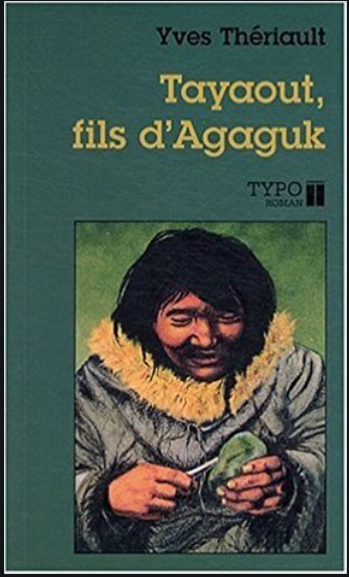 Yves Thériault
Tayaout,
fils d'Agaguk
TYPO
ROMAN